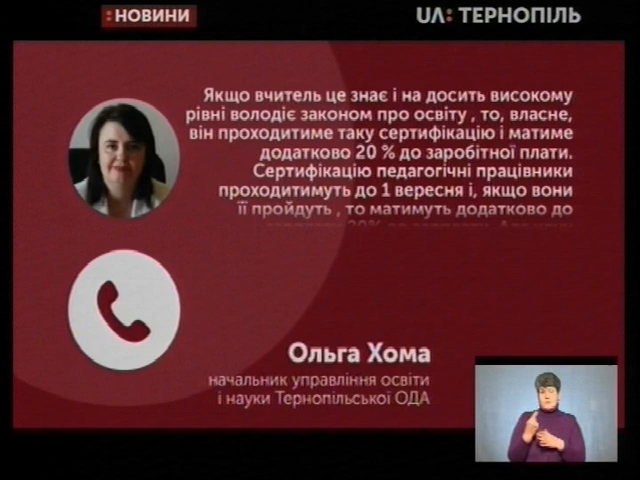 :НОВИНИ
UA: ТЕРНОПІЛЬ
Якщо вчитель це знає і на досить високому
рівні володіє законом про освіту , то, власне,
він проходитиме таку сертифікацію і матиме
додатково 20 % до заробітної плати.
Сертифікацію педагогічні працівники
проходитимуть до 1 вересня і, якщо вони
її пройдуть , то матимуть додатково до
Ольга Хома
начальник управління освіти
і науки Тернопільської ОДА